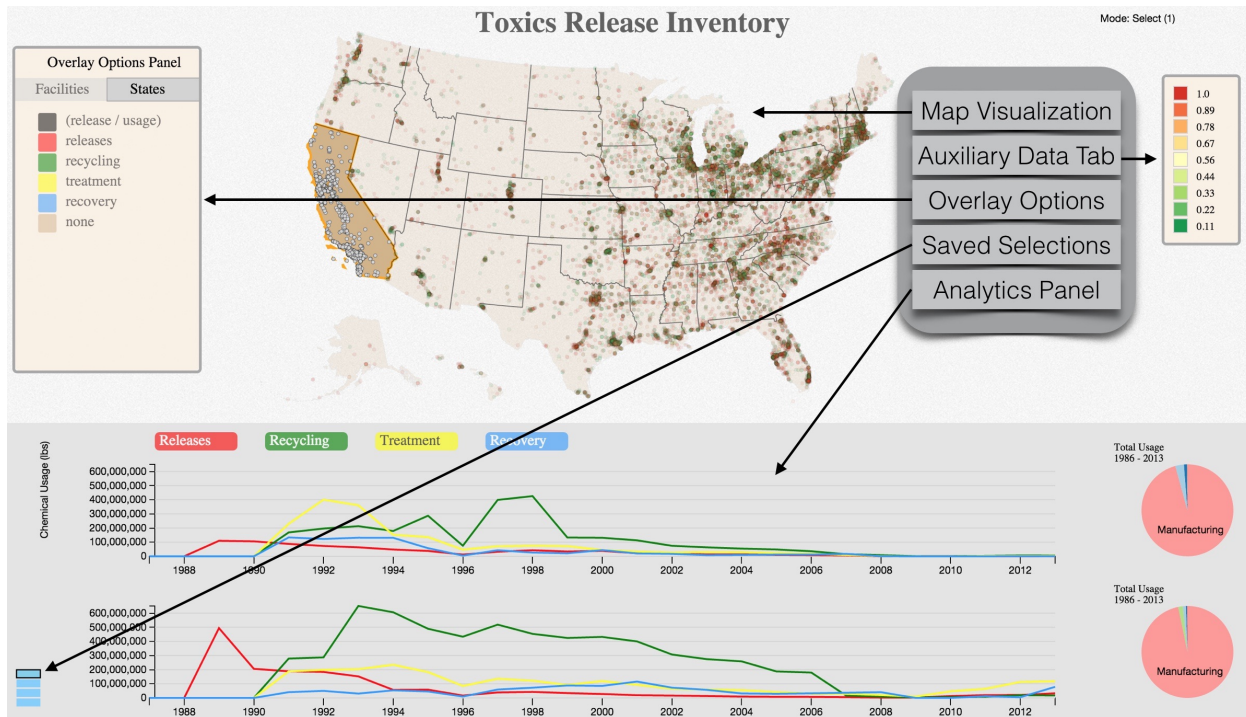 Toxics Release Inventory
Mode: Select (1)
Overlay Options Panel
Facilities
States
(release / usage)
releases
recycling
treatment
recovery
none
Map Visualization
Auxiliary Data Tab
Overlay Options
Saved Selections
Analytics Panel
1.0
0.89
0.78
0.67
0.56
0.44
0.33
0.22
0.11
Releases
Recycling
Treatment
Recovery
Chemical Usage (lbs)
600,000,000
500,000,000
400,000,000
300,000,000
200,000,000
100,000,000
0
1988 1990 1992 1994 1996 1998 2000 2002 2004 2006 2008 2010 2012
Total Usage
1986 - 2013
Manufacturing
600,000,000
500,000,000
400,000,000
300,000,000
200,000,000
100,000,000
0
1988 1990 1992 1994 1996 1998 2000 2002 2004 2006 2008 2010 2012
Total Usage
1986 - 2013
Manufacturing